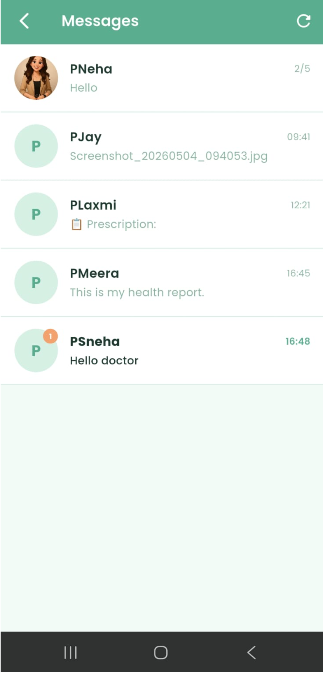 Messages
PNeha
2/5
Hello
PJay
09:41
Screenshot_20260504_094053.jpg
PLaxmi
12:21
📋 Prescription:
PMeera
16:45
This is my health report.
PSneha
16:48
Hello doctor
P
P
P
P
1